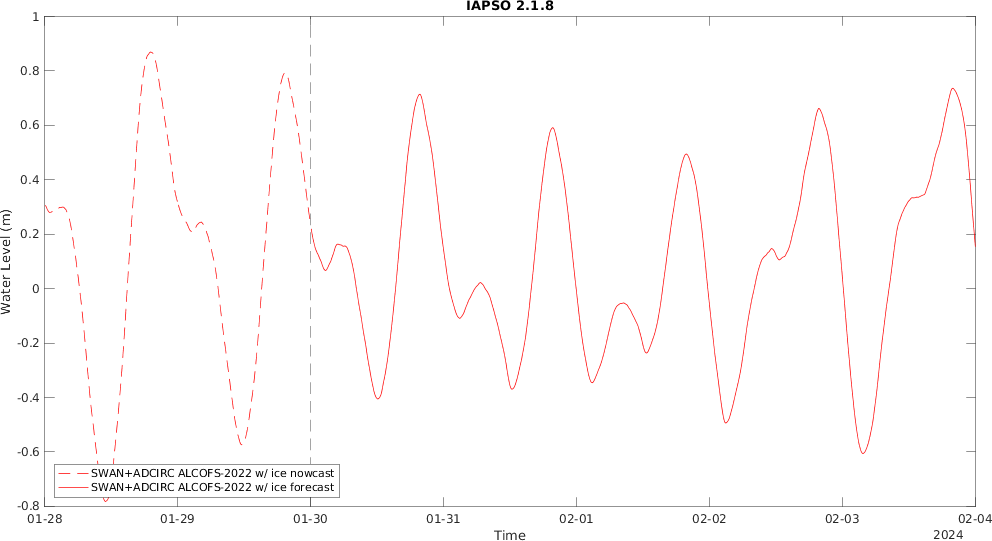 IAPSO 2.1.8
1
0.8
0.6
0.4
0.2
0
-0.2
-0.4
-0.6
-0.8
Water Level (m)
SWAN+ADCIRC ALCOFS-2022 w/ ice nowcast
SWAN+ADCIRC ALCOFS-2022 w/ ice forecast
01-28 01-29 01-30 01-31 02-01 02-02 02-03 02-04
Time
2024